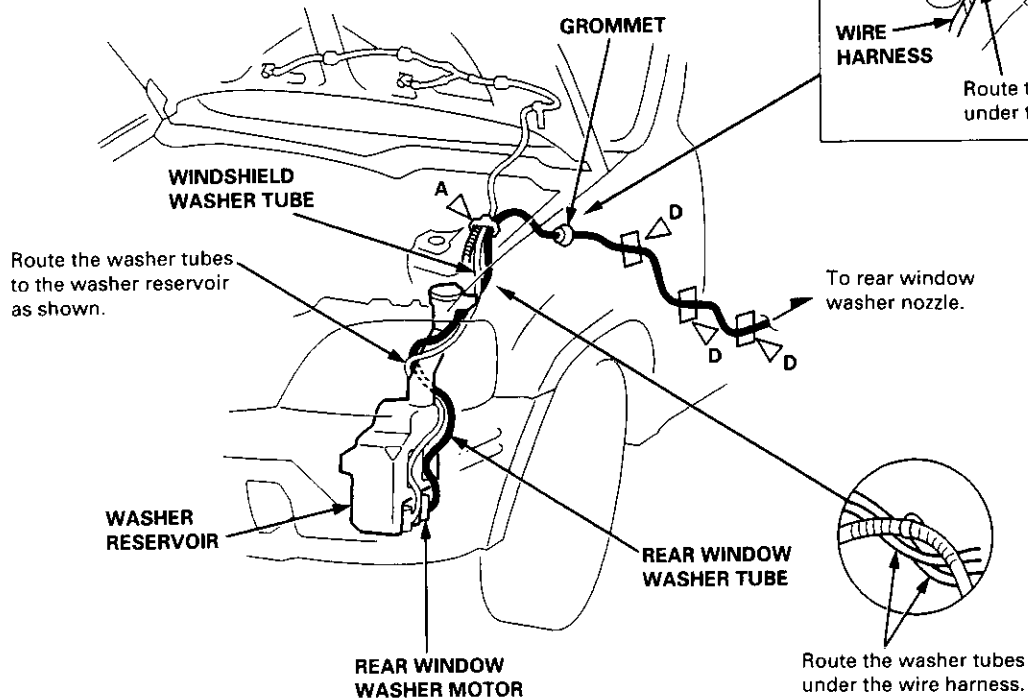 GROMMET
WIRE
HARNESS
Route t
under t
WINDSHIELD
WASHER TUBE
A
D
Route the washer tubes
to the washer reservoir
as shown.
To rear window
washer nozzle.
D
D
WASHER
RESERVOIR
REAR WINDOW
WASHER TUBE
REAR WINDOW
WASHER MOTOR
Route the washer tubes
under the wire harness.